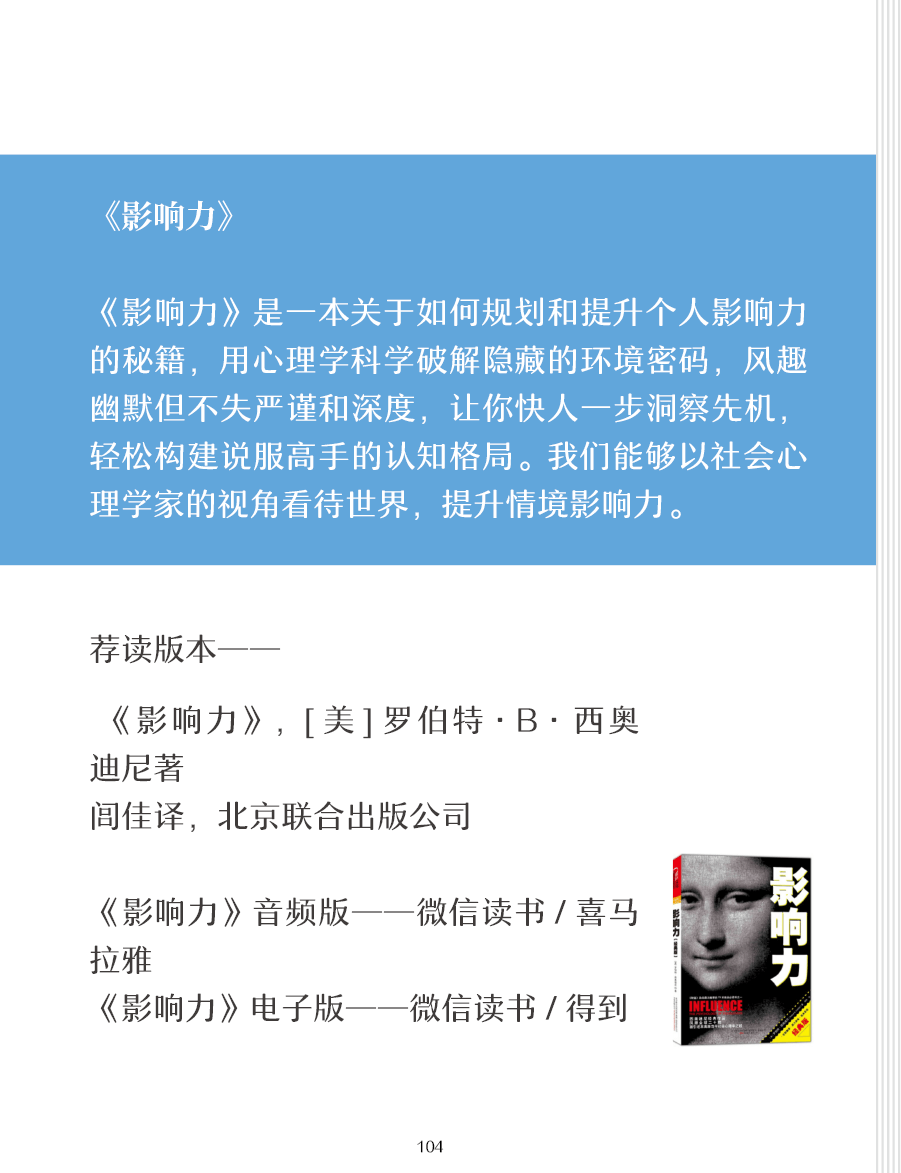 《影响力》
《影响力》是一本关于如何规划和提升个人影响力
的秘籍，用心理学科学破解隐藏的环境密码，风趣
幽默但不失严谨和深度，让你快人一步洞察先机，
轻松构建说服高手的认知格局。我们能够以社会心
理学家的视角看待世界，提升情境影响力。
荐读版本——
《影响力》，[ 美 ] 罗伯特·B·西奥
迪尼著
闾佳译，北京联合出版公司
《影响力》音频版——微信读书 / 喜马
拉雅
《影响力》电子版——微信读书 / 得到
影响力
影响力
INFLUENCE
经典版
104